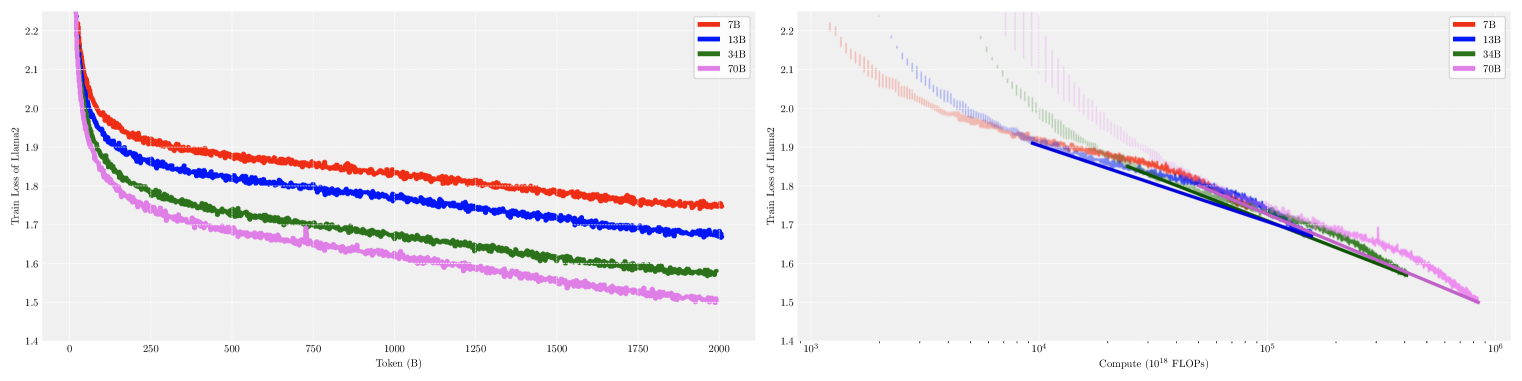 2.2
2.1
2.0
1.9
1.8
1.7
1.6
1.5
1.4
Train Loss of Llama2
0
250
500
750
1000
1250
1500
1750
2000
Token (B)
7B
13B
34B
70B
2.2
2.1
2.0
1.9
1.8
1.7
1.6
1.5
1.4
Train Loss of Llama2
10³
10⁴
10⁵
10⁶
Compute (10¹⁸ FLOPs)
7B
13B
34B
70B